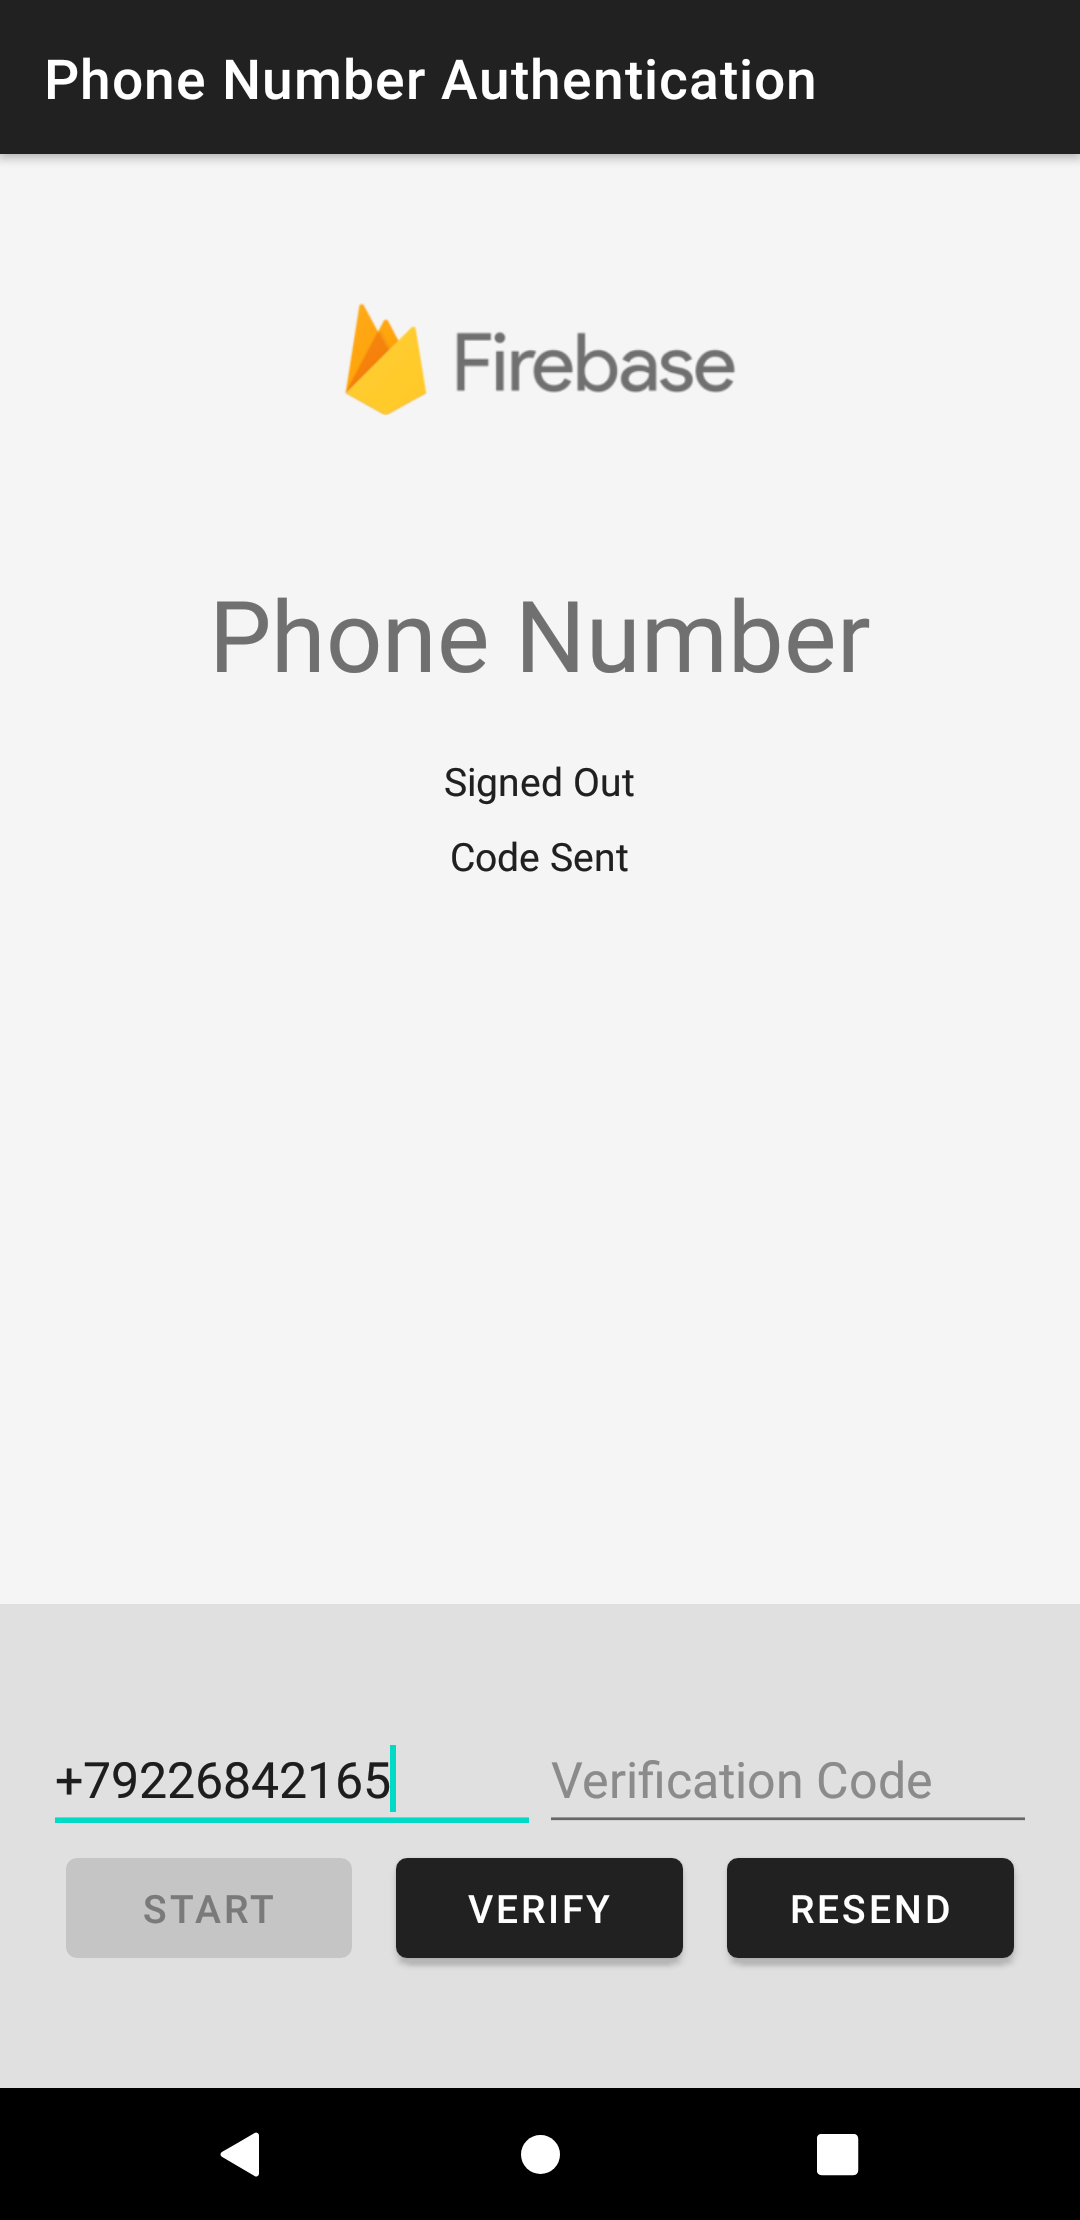 Phone Number Authentication
Firebase
Phone Number
Signed Out
Code Sent
+79226842165
Verification Code
START
VERIFY
RESEND